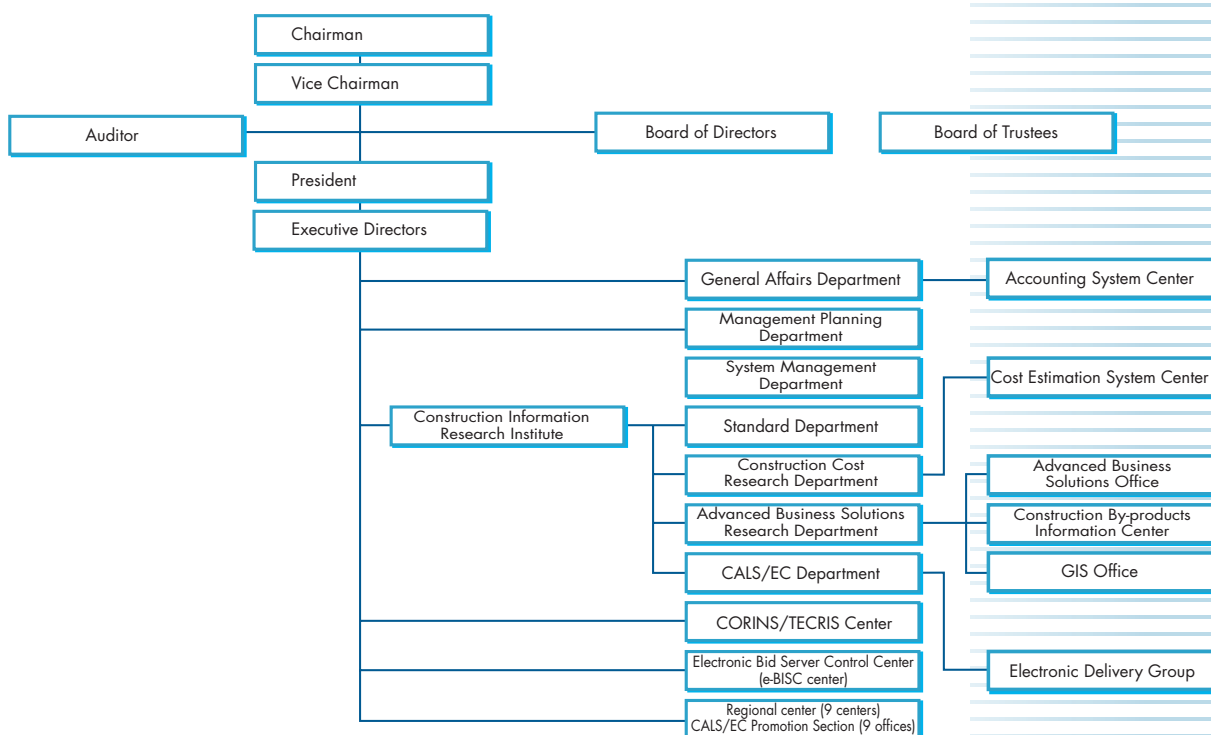 Chairman
Vice Chairman
Auditor
Board of Directors
Board of Trustees
President
Executive Directors
General Affairs Department
Accounting System Center
Management Planning
Department
System Management
Department
Cost Estimation System Center
Construction Information
Research Institute
Standard Department
Construction Cost
Research Department
Advanced Business
Solutions Office
Advanced Business Solutions
Research Department
Construction By-products
Information Center
CALS/EC Department
GIS Office
CORINS/TECRIS Center
Electronic Bid Server Control Center
(e-BISC center)
Electronic Delivery Group
Regional center (9 centers)
CALS/EC Promotion Section (9 offices)